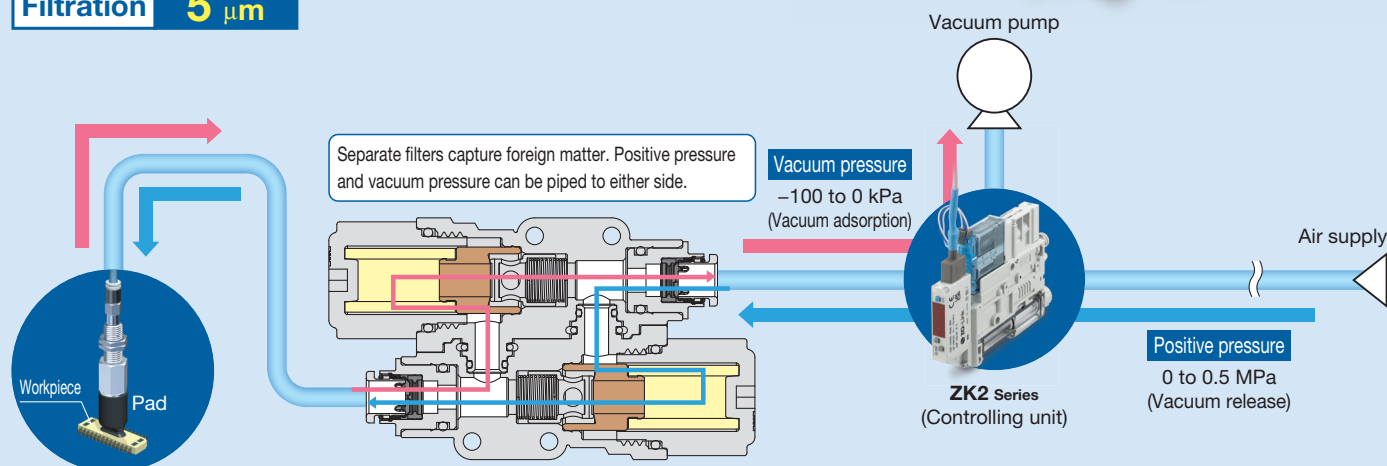 Filtration 5 μm
Vacuum pump
Separate filters capture foreign matter. Positive pressure
and vacuum pressure can be piped to either side.
Vacuum pressure
–100 to 0 kPa
(Vacuum adsorption)
Air supply
Workpiece
Pad
ZK2 Series
(Controlling unit)
Positive pressure
0 to 0.5 MPa
(Vacuum release)